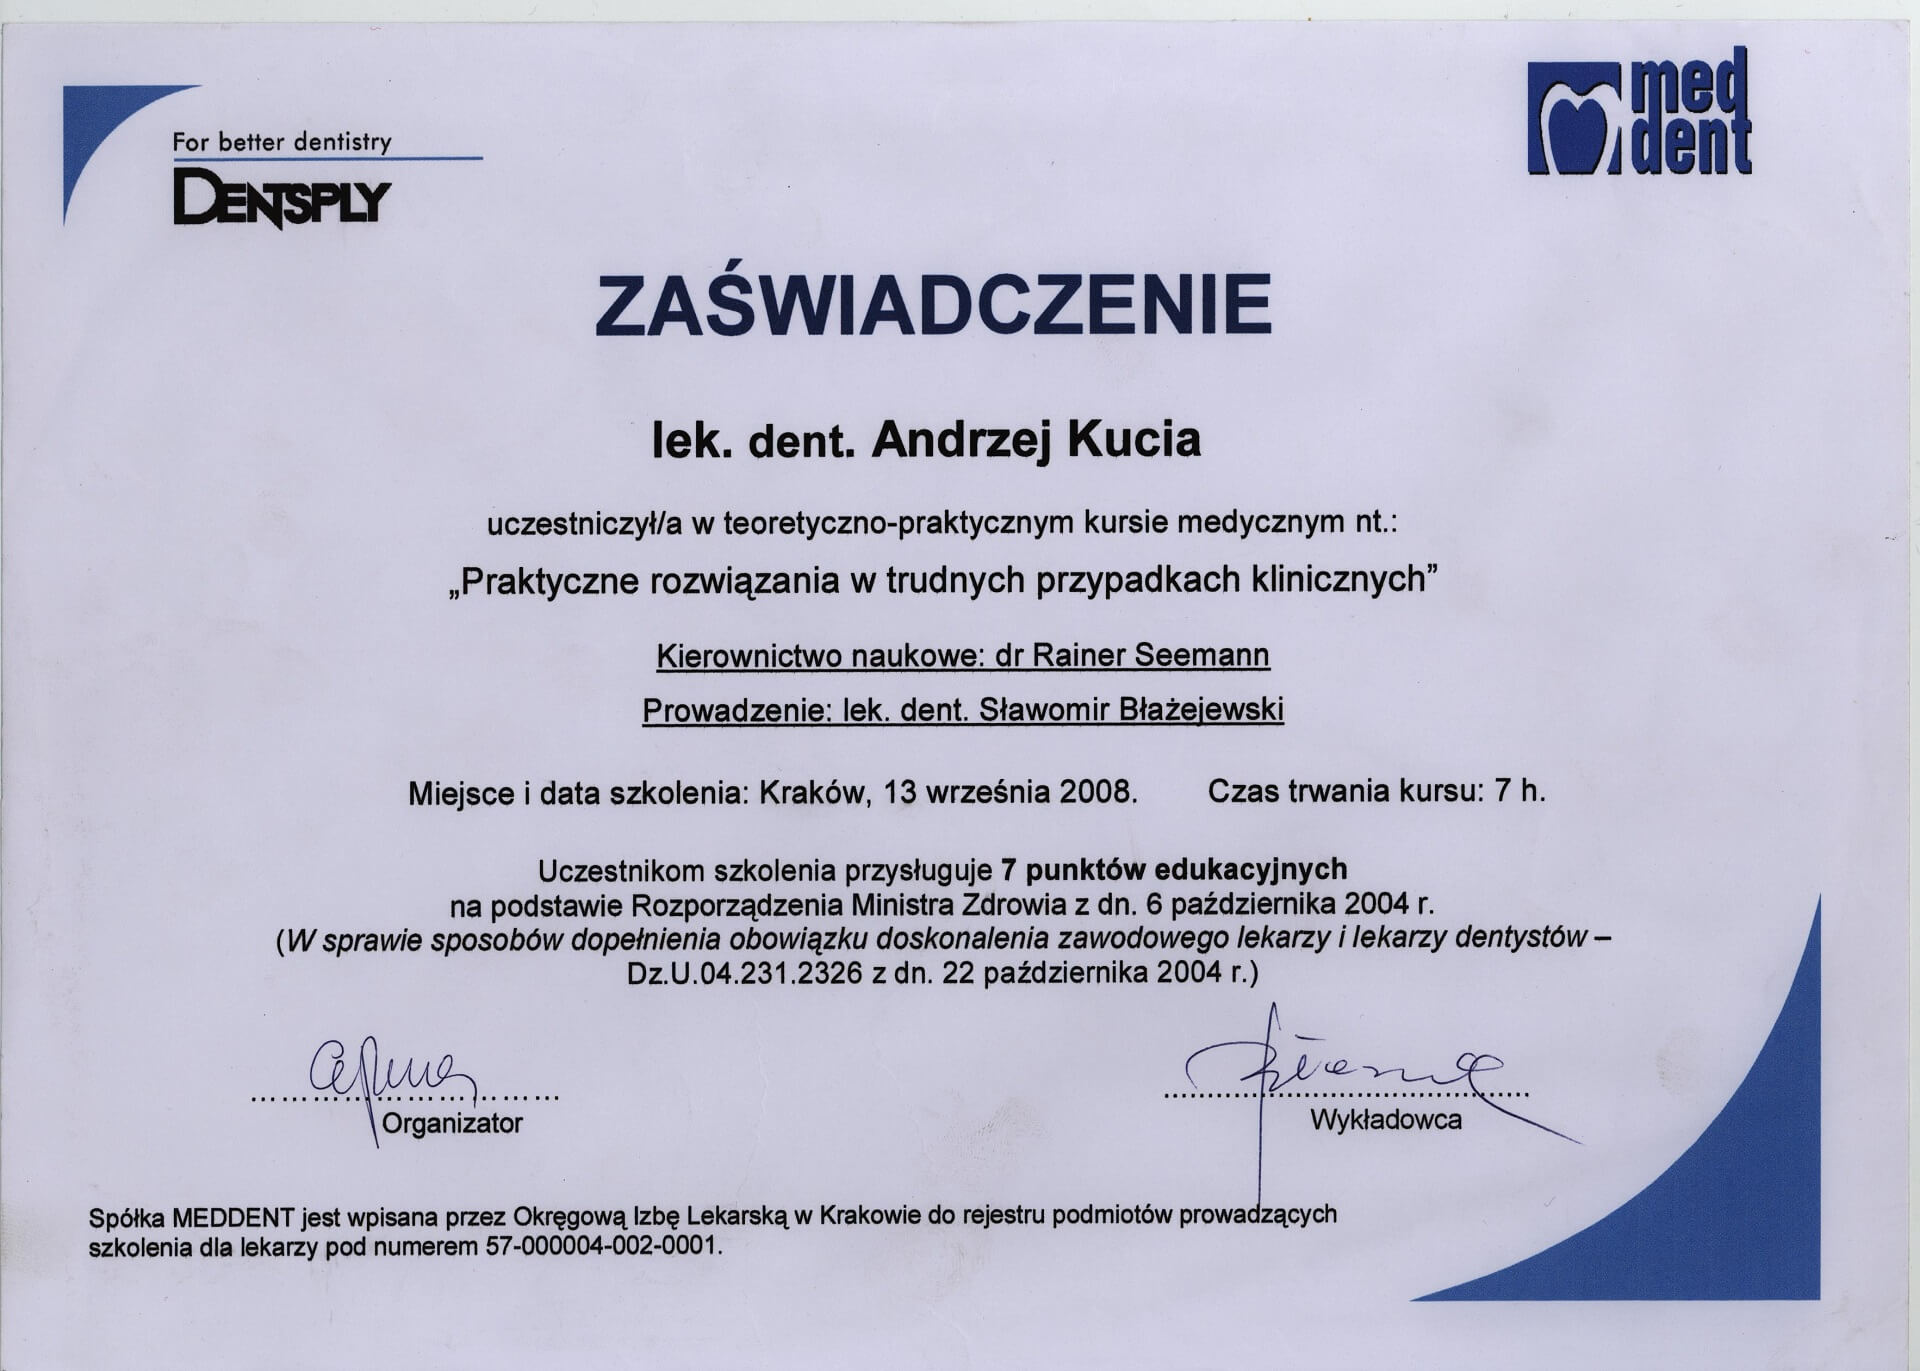 For better dentistry
DENTSPLY
med
dent
ZAŚWIADCZENIE
lek. dent. Andrzej Kucia
uczestniczył/a w teoretyczno-praktycznym kursie medycznym nt.:
„Praktyczne rozwiązania w trudnych przypadkach klinicznych”
Kierownictwo naukowe: dr Rainer Seemann
Prowadzenie: lek. dent. Sławomir Błażejewski
Miejsce i data szkolenia: Kraków, 13 września 2008. Czas trwania kursu: 7 h.
Uczestnikom szkolenia przysługuje 7 punktów edukacyjnych
na podstawie Rozporządzenia Ministra Zdrowia z dn. 6 października 2004 r.
(W sprawie sposobów dopełnienia obowiązku doskonalenia zawodowego lekarzy i lekarzy dentystów –
Dz.U.04.231.2326 z dn. 22 października 2004 r.)
Organizator
Wykładowca
Spółka MEDDENT jest wpisana przez Okręgową Izbę Lekarską w Krakowie do rejestru podmiotów prowadzących
szkolenia dla lekarzy pod numerem 57-000004-002-0001.